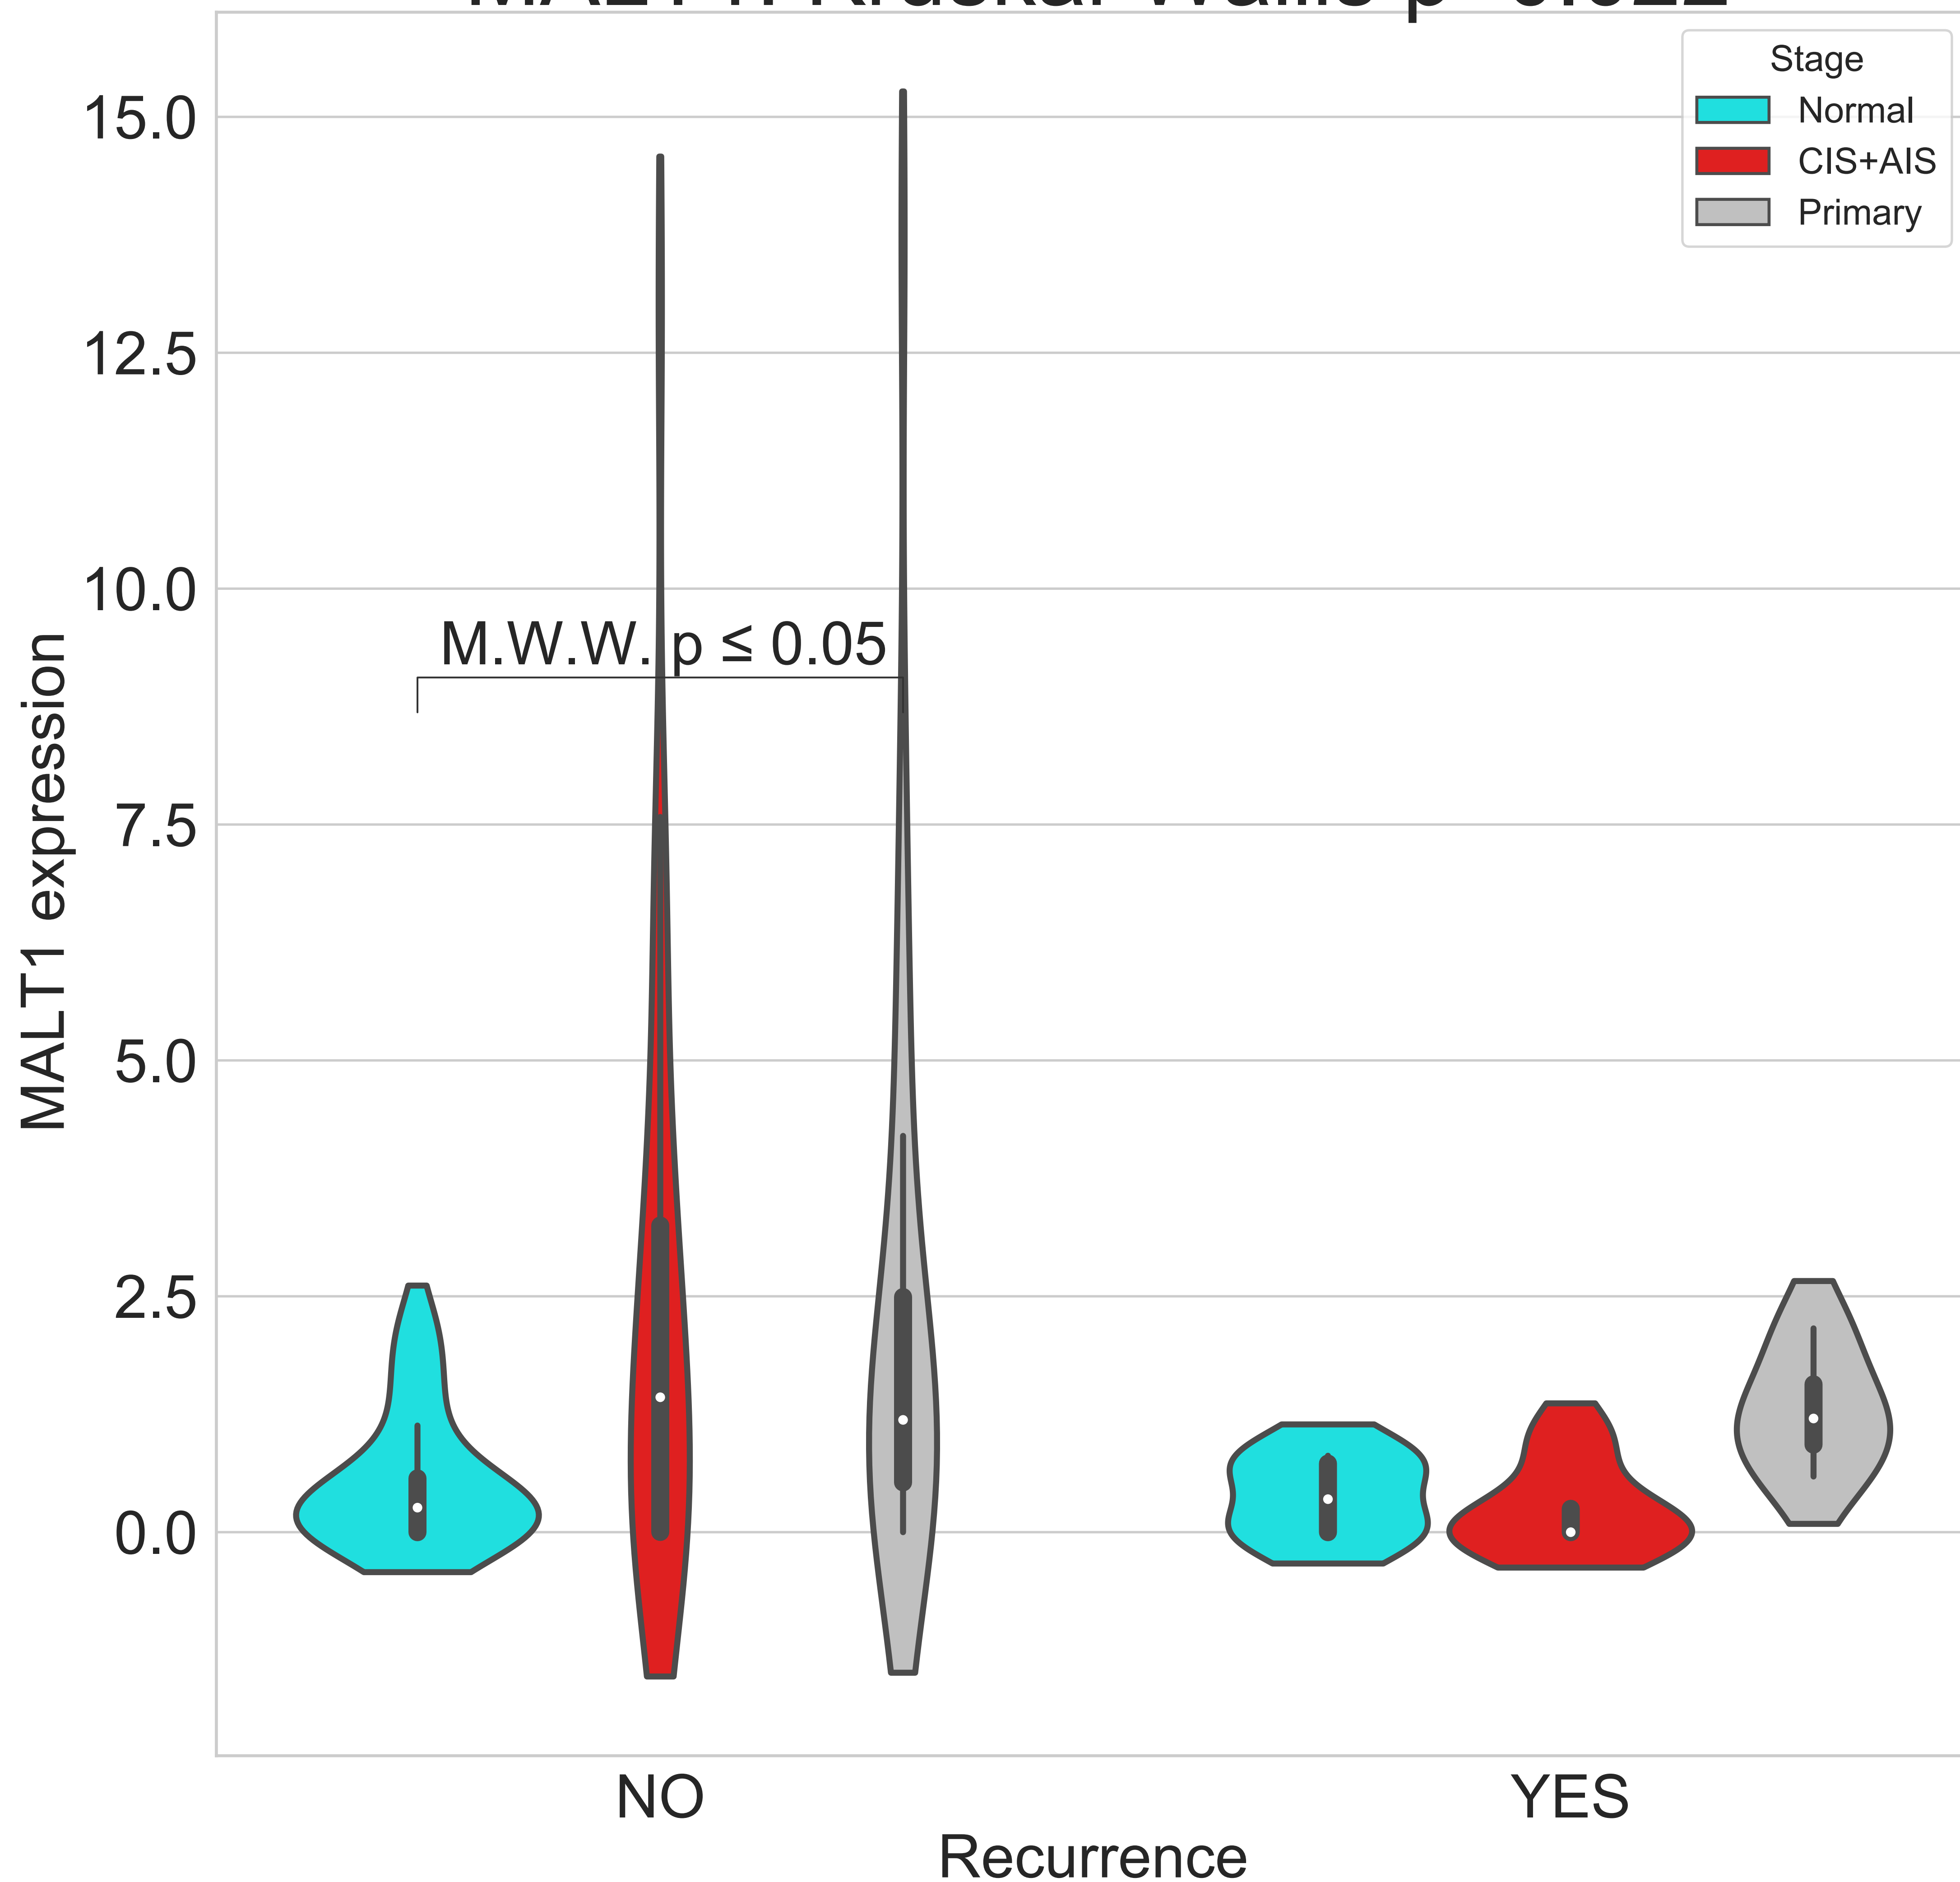 Stage
Normal
CIS+AIS
Primary
15.0
12.5
10.0
7.5
5.0
2.5
0.0
MALT1 expression
M.W.W. p ≤ 0.05
NO
YES
Recurrence